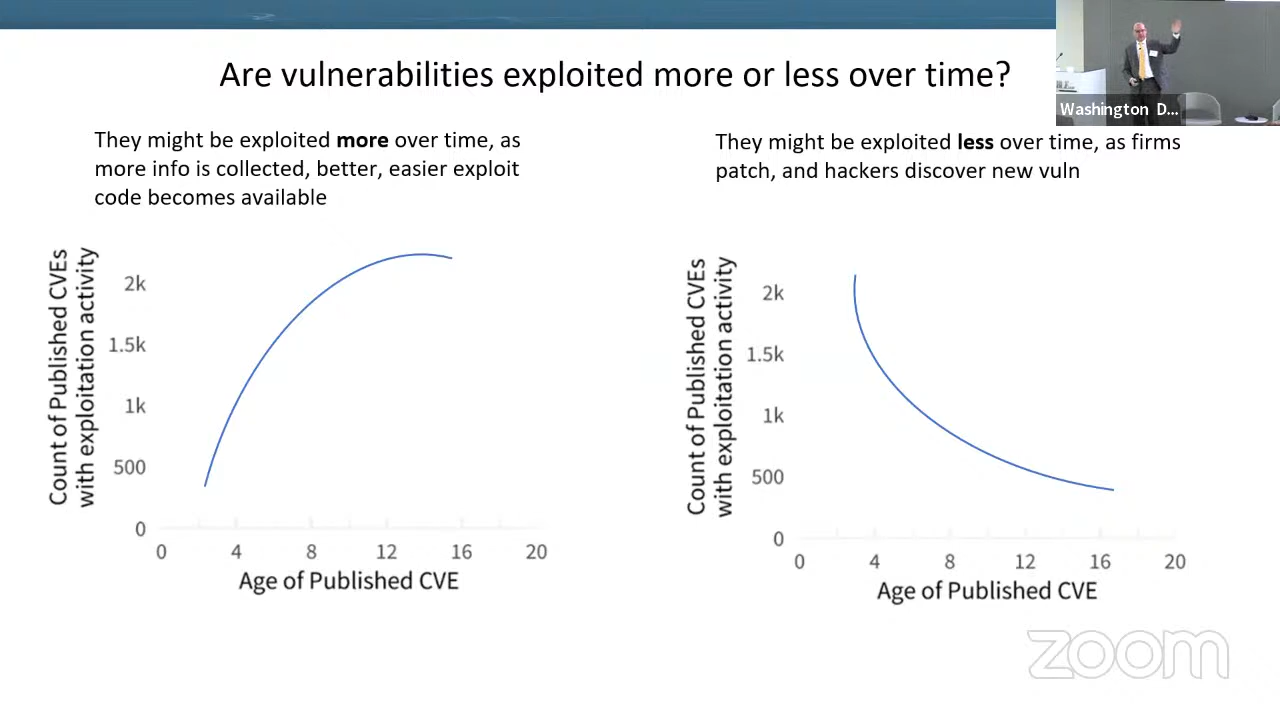 Are vulnerabilities exploited more or less over time?
Washington D...
They might be exploited more over time, as
more info is collected, better, easier exploit
code becomes available
Count of Published CVEs
with exploitation activity
2k
1.5k
1k
500
0
0 4 8 12 16 20
Age of Published CVE
They might be exploited less over time, as firms
patch, and hackers discover new vuln
Count of Published CVEs
with exploitation activity
2k
1.5k
1k
500
0
0 4 8 12 16 20
Age of Published CVE
zoom